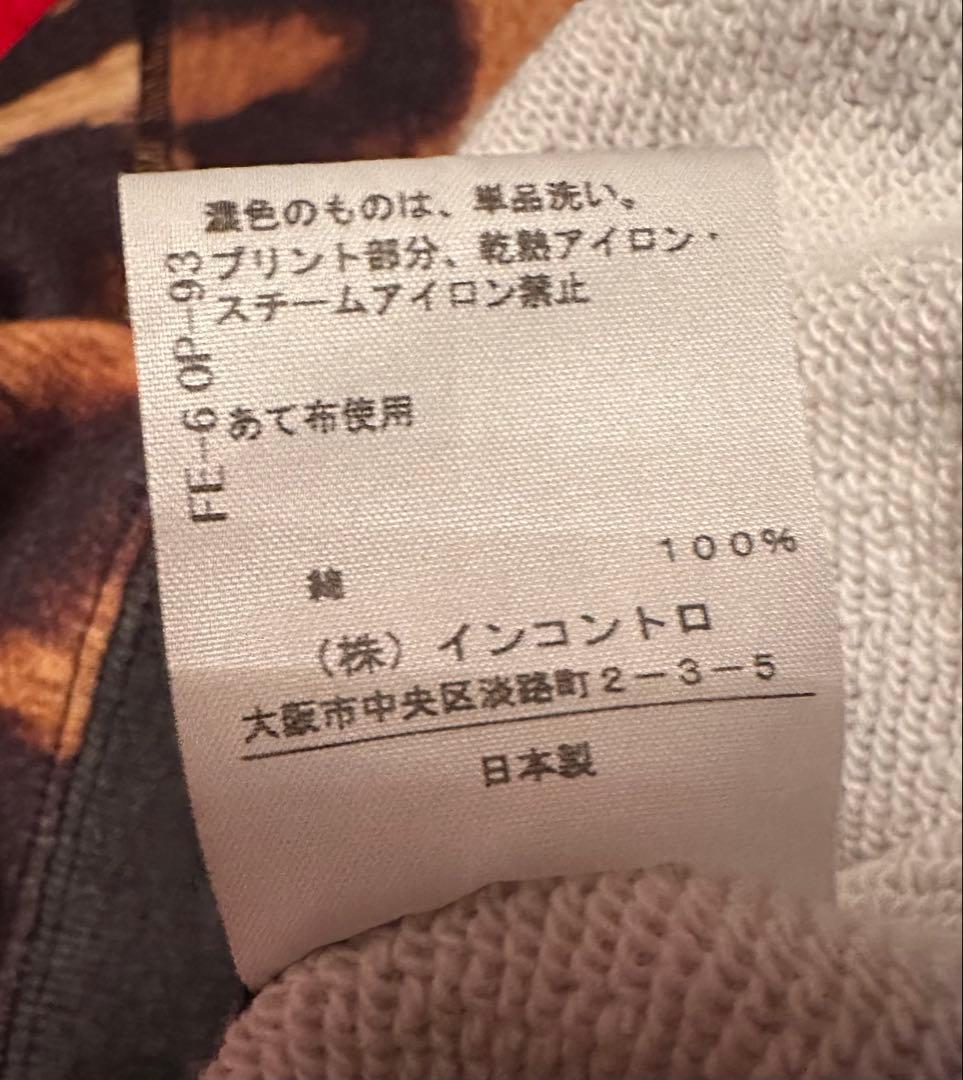 濃色のものは、単品洗い。
プリント部分、乾熱アイロン・
スチームアイロン禁止
あて布使用
綿 100%
（株）インコントロ
大阪市中央区淡路町2－3－5
日本製
FE-6 OP-93